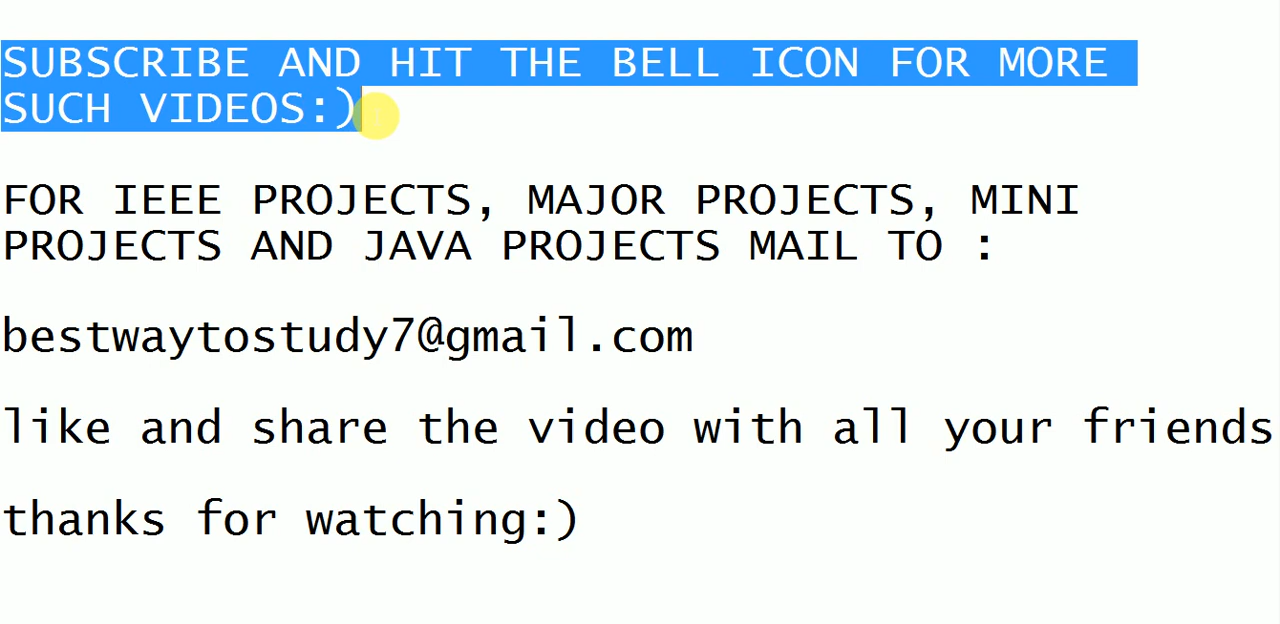 SUBSCRIBE AND HIT THE BELL ICON FOR MORE
SUCH VIDEOS:)
FOR IEEE PROJECTS, MAJOR PROJECTS, MINI
PROJECTS AND JAVA PROJECTS MAIL TO :
bestwaytostudy7@gmail.com
like and share the video with all your friends
thanks for watching:)